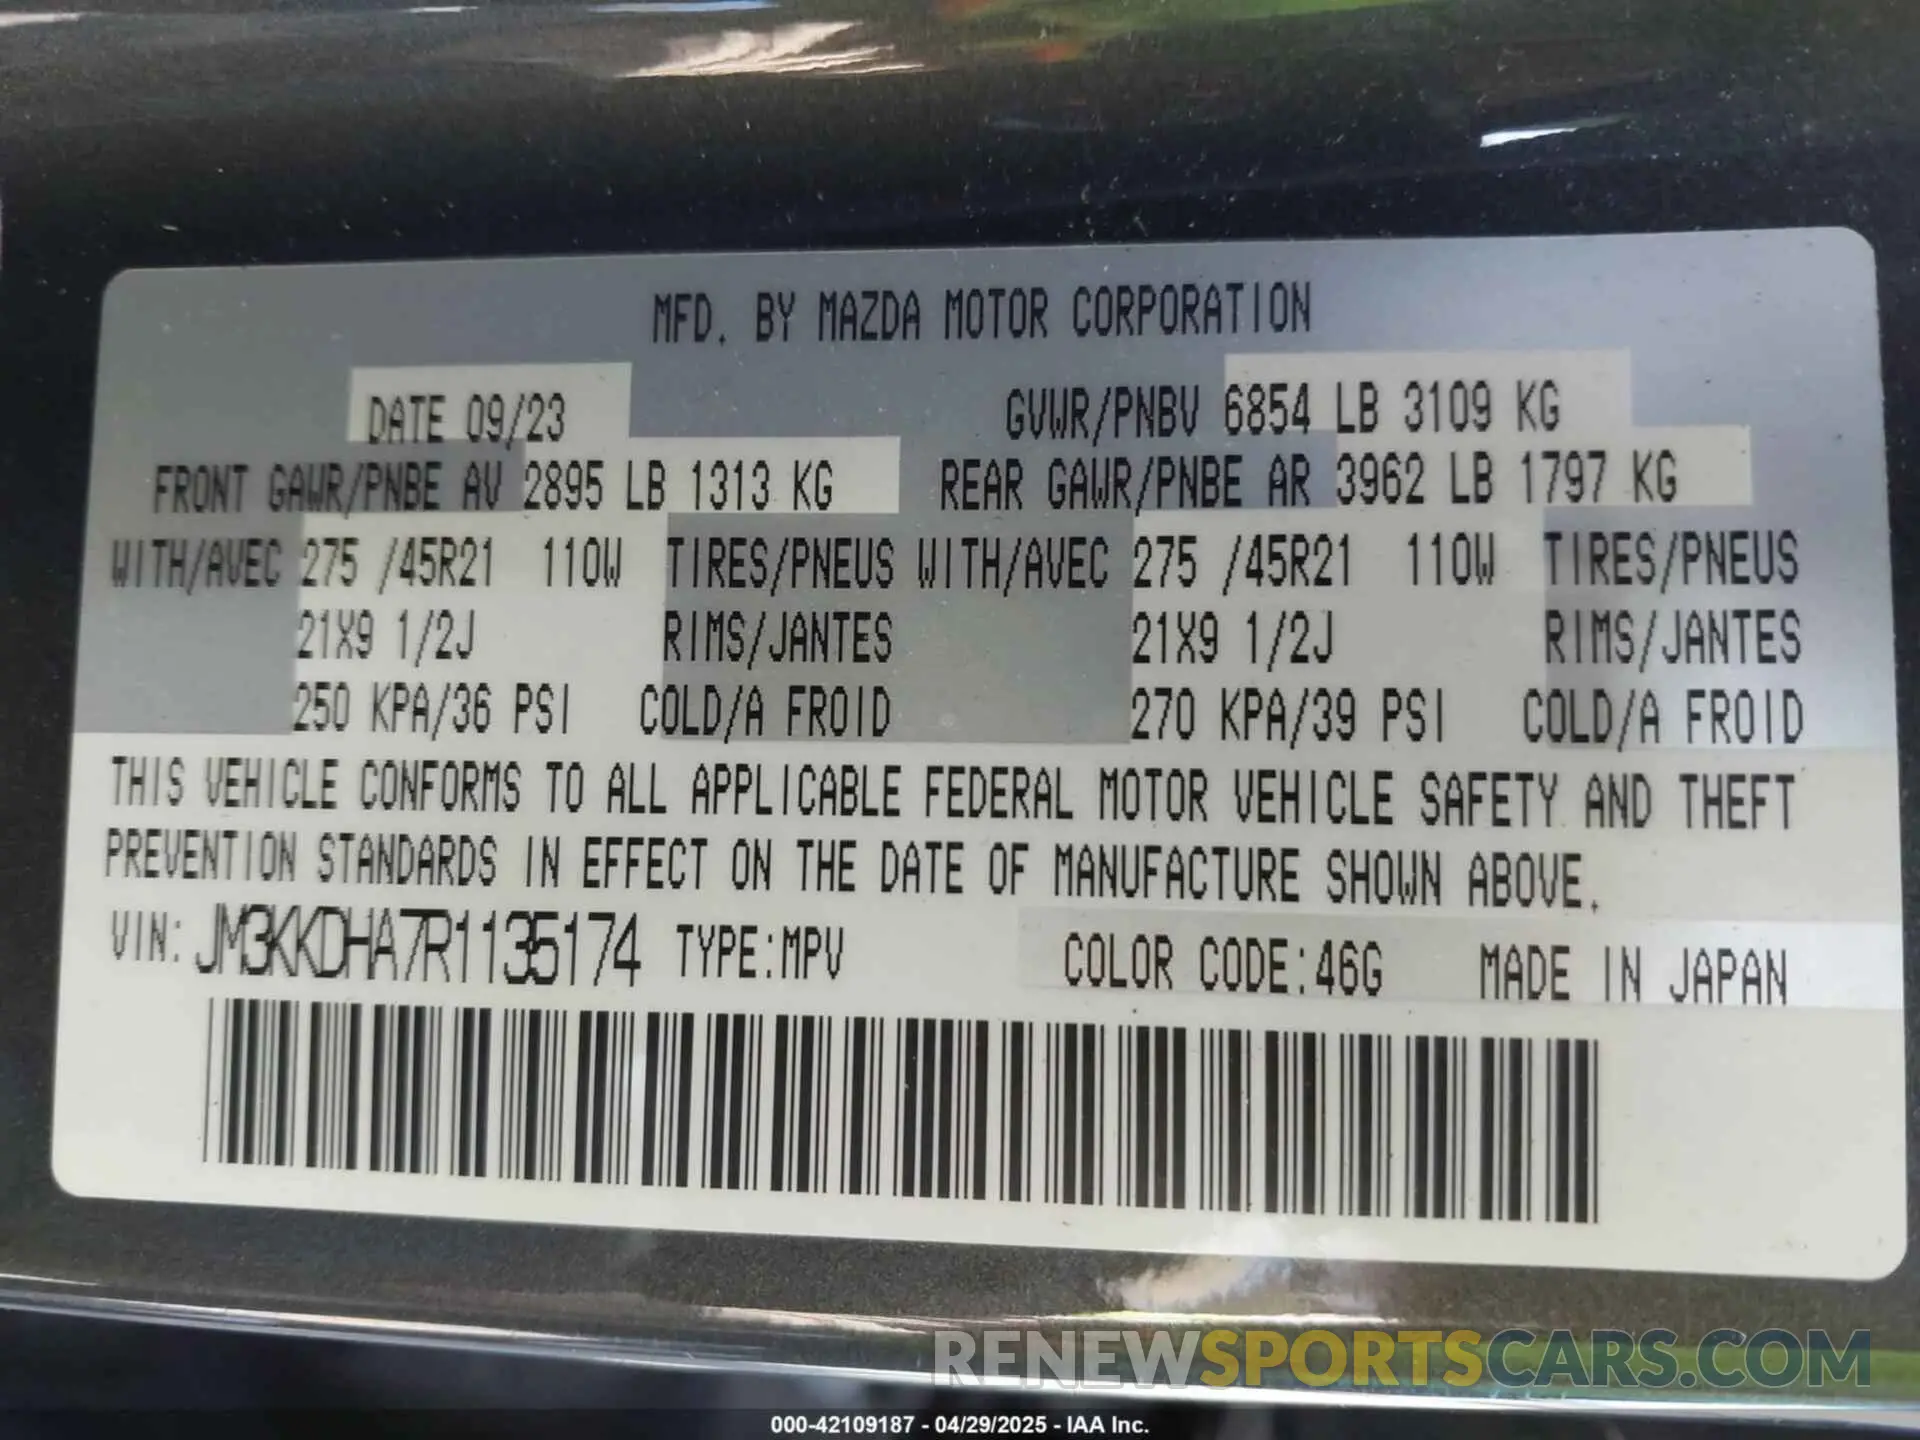 MFD. BY MAZDA MOTOR CORPORATION
DATE 09/23 GVWR/PNBV 6854 LB 3109 KG
FRONT GAWR/PNBE AV 2895 LB 1313 KG REAR GAWR/PNBE AR 3962 LB 1797 KG
WITH/AVEC 275 /45R21 110W TIRES/PNEUS WITH/AVEC 275 /45R21 110W TIRES/PNEUS
21X9 1/2J RIMS/JANTES 21X9 1/2J RIMS/JANTES
250 KPA/36 PSI COLD/A FROID 270 KPA/39 PSI COLD/A FROID
THIS VEHICLE CONFORMS TO ALL APPLICABLE FEDERAL MOTOR VEHICLE SAFETY AND THEFT
PREVENTION STANDARDS IN EFFECT ON THE DATE OF MANUFACTURE SHOWN ABOVE.
VIN: JM3KKDHA7R1135174 TYPE:MPV COLOR CODE:46G MADE IN JAPAN
RENEWSPORTSCARS.COM
000-42109187 - 04/29/2025 - IAA Inc.